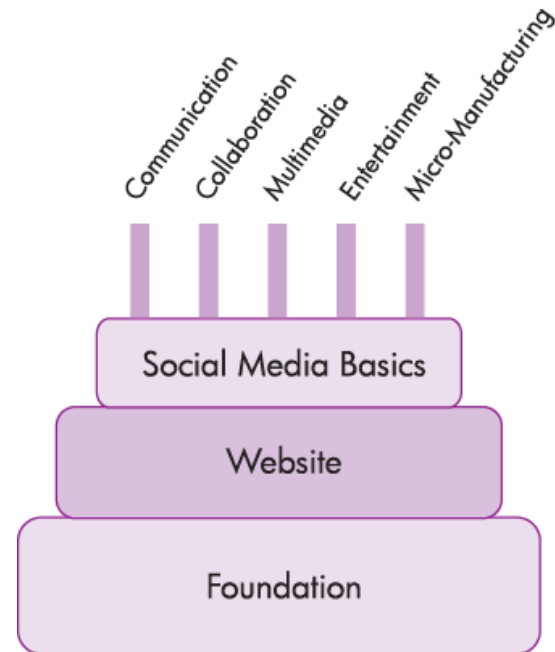 Communication
Collaboration
Multimedia
Entertainment
Micro-Manufacturing
Social Media Basics
Website
Foundation